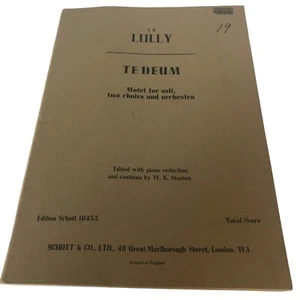 LULLY
19
TE DEUM
Motet for soli,
two choirs and orchestra
Edited with piano reduction
and continuo by W. K. Stanton.
Edition Schott 10455
Vocal Score
SCHOTT & CO., LTD., 48 Great Marlborough Street, London, W.1
Printed in England